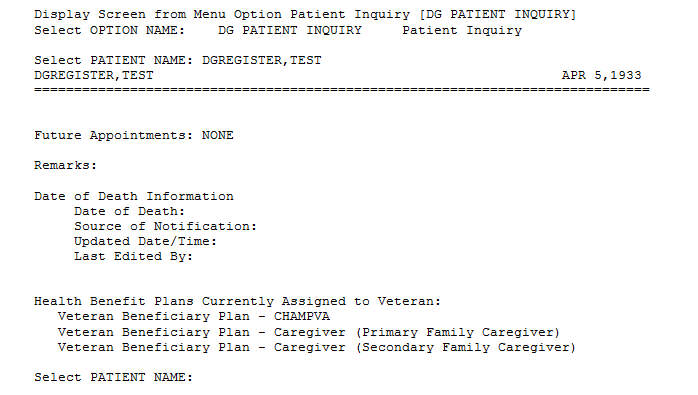 Display Screen from Menu Option Patient Inquiry [DG PATIENT INQUIRY]
Select OPTION NAME:    DG PATIENT INQUIRY     Patient Inquiry
Select PATIENT NAME: DGREGISTER,TEST
DGREGISTER,TEST                                                   APR 5,1933
=============================================================================
Future Appointments: NONE
Remarks:
Date of Death Information
     Date of Death:
     Source of Notification:
     Updated Date/Time:
     Last Edited By:
Health Benefit Plans Currently Assigned to Veteran:
   Veteran Beneficiary Plan - CHAMPVA
   Veteran Beneficiary Plan - Caregiver (Primary Family Caregiver)
   Veteran Beneficiary Plan - Caregiver (Secondary Family Caregiver)
Select PATIENT NAME: